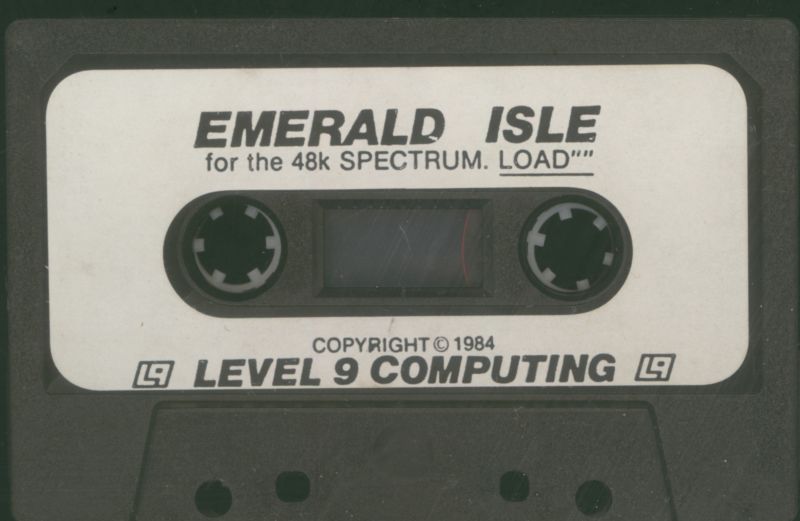 EMERALD ISLE
for the 48k SPECTRUM. LOAD""
COPYRIGHT © 1984
L9 LEVEL 9 COMPUTING L9